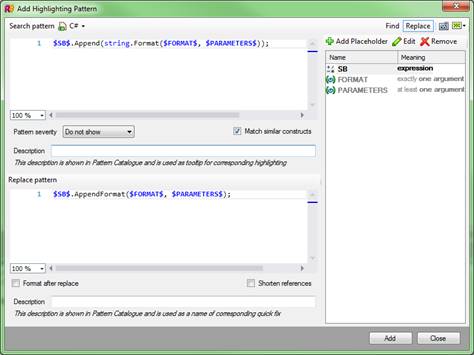 Add Highlighting Pattern
Search pattern C# Find Replace
1 $SB$.Append(string.Format($FORMAT$, $PARAMETERS$));
Add Placeholder Edit Remove
Name Meaning
SB expression
FORMAT exactly one argument
PARAMETERS at least one argument
100 %
Pattern severity Do not show Match similar constructs
Description
This description is shown in Pattern Catalogue and is used as tooltip for corresponding highlighting
Replace pattern
1 $SB$.AppendFormat($FORMAT$, $PARAMETERS$);
100 %
Format after replace Shorten references
Description
This description is shown in Pattern Catalogue and is used as a name of corresponding quick fix
Add Close